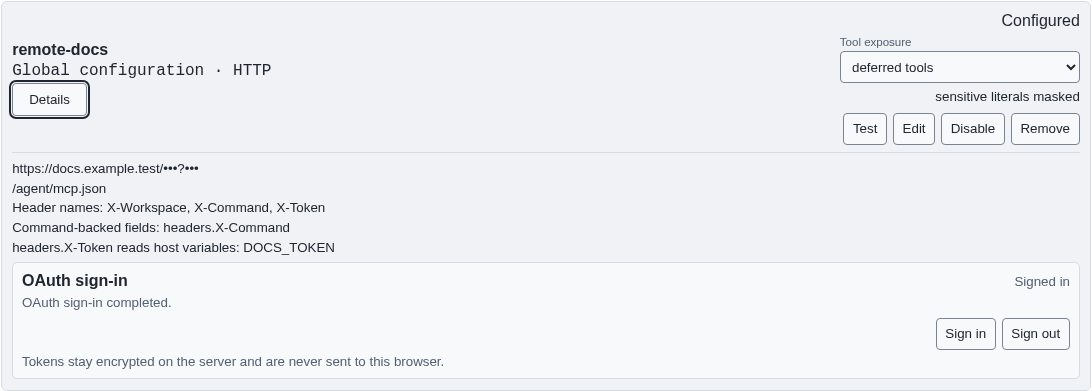 Configured
remote-docs
Global configuration · HTTP
Details
Tool exposure
deferred tools
sensitive literals masked
Test Edit Disable Remove
https://docs.example.test/•••?•••
/agent/mcp.json
Header names: X-Workspace, X-Command, X-Token
Command-backed fields: headers.X-Command
headers.X-Token reads host variables: DOCS_TOKEN
OAuth sign-in
Signed in
OAuth sign-in completed.
Sign in Sign out
Tokens stay encrypted on the server and are never sent to this browser.